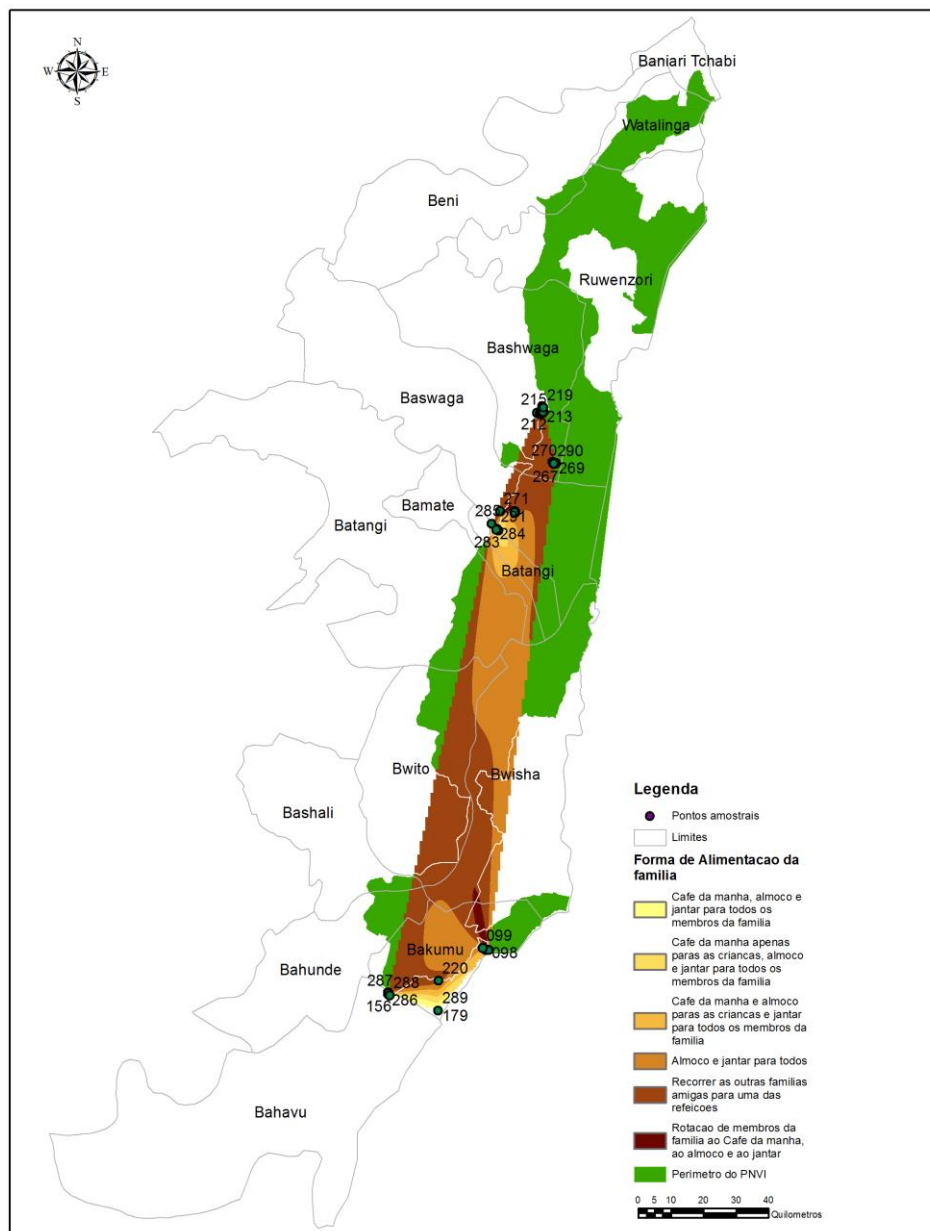 N
W E
S
Baniari Tchabi
Watalinga
Beni
Ruwenzori
Bashwaga
Baswaga
215 219
212 213
270 290
267 269
Bamate
285 271
291
283 284
Batangi
Batangi
Bwito
Bwisha
Bashali
Legenda
Pontos amostrais
Limites
Forma de Alimentacao da
familia
Cafe da manha, almoco e
jantar para todos os
membros da familia
Cafe da manha apenas
paras as criancas, almoco
e jantar para todos os
membros da familia
Cafe da manha e almoco
paras as criancas e jantar
para todos os membros da
familia
Almoco e jantar para todos
Recorrer as outras familias
amigas para uma das
refeicoes
Rotacao de membros da
familia ao Cafe da manha,
ao almoco e ao jantar
Perímetro do PNVI
0 5 10 20 30 40
Quilometros
099
098
Bakumu
Bahunde
220
287 288
156 286
289
179
Bahavu